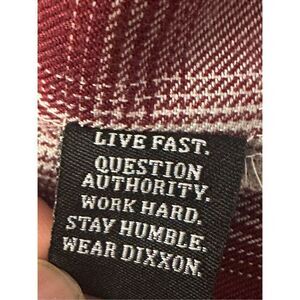 LIVE FAST.
QUESTION
AUTHORITY.
WORK HARD.
STAY HUMBLE.
WEAR DIXXON.